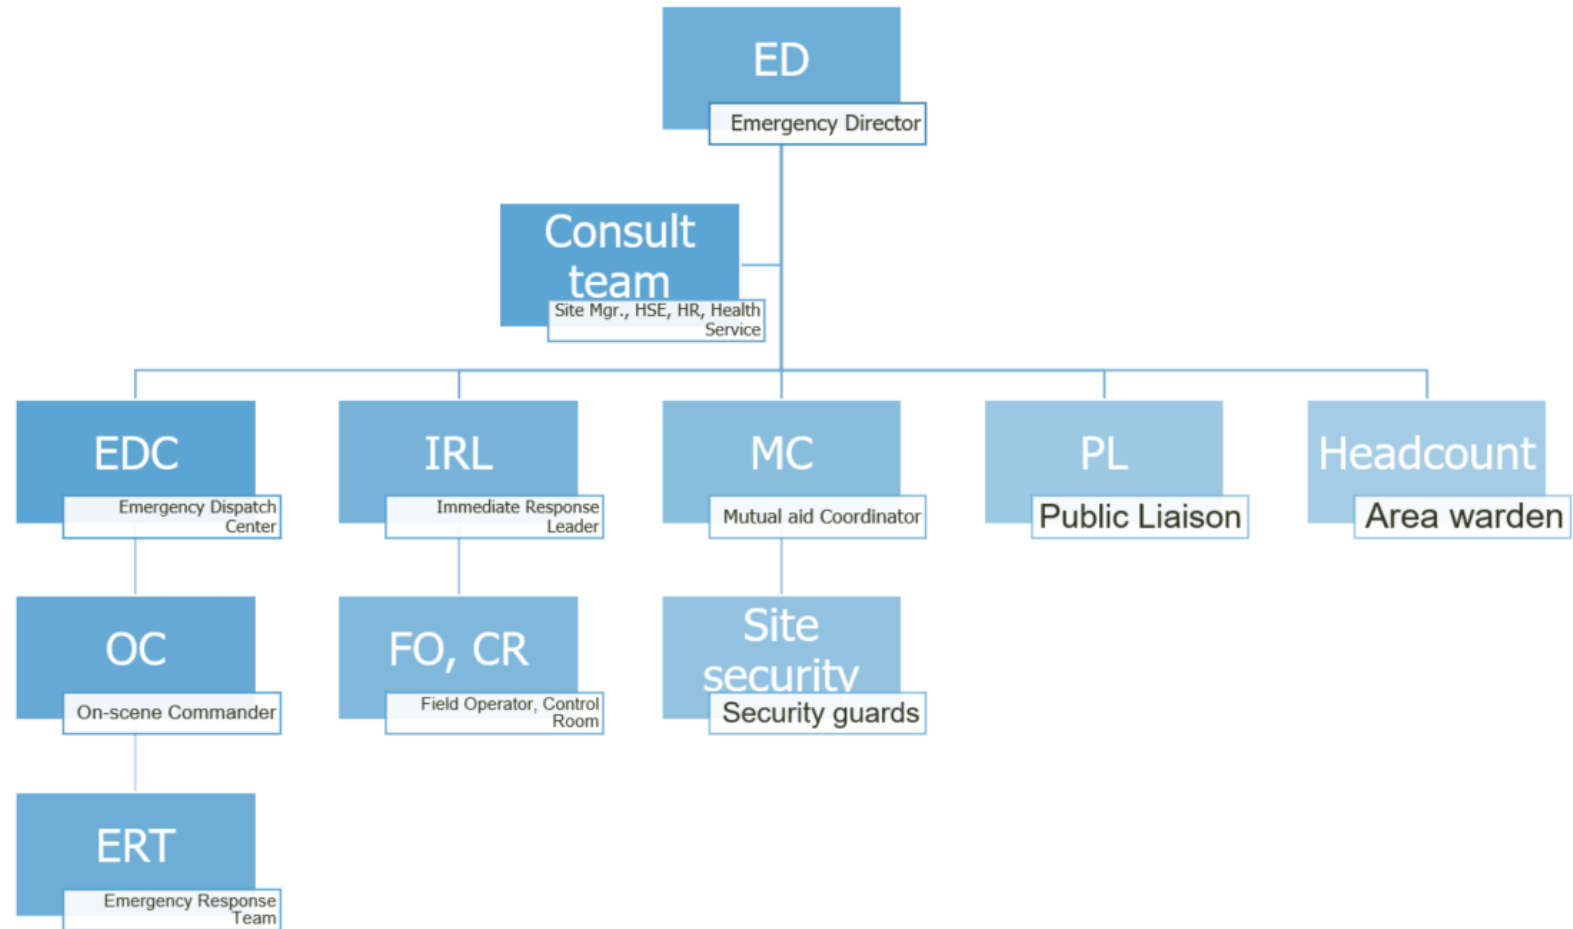 ED
Emergency Director
Consult
team
Site Mgr., HSE, HR, Health
Service
EDC
Emergency Dispatch
Center
IRL
Immediate Response
Leader
MC
Mutual aid Coordinator
PL
Public Liaison
Headcount
Area warden
OC
On-scene Commander
FO, CR
Field Operator, Control
Room
Site
security
Security guards
ERT
Emergency Response
Team